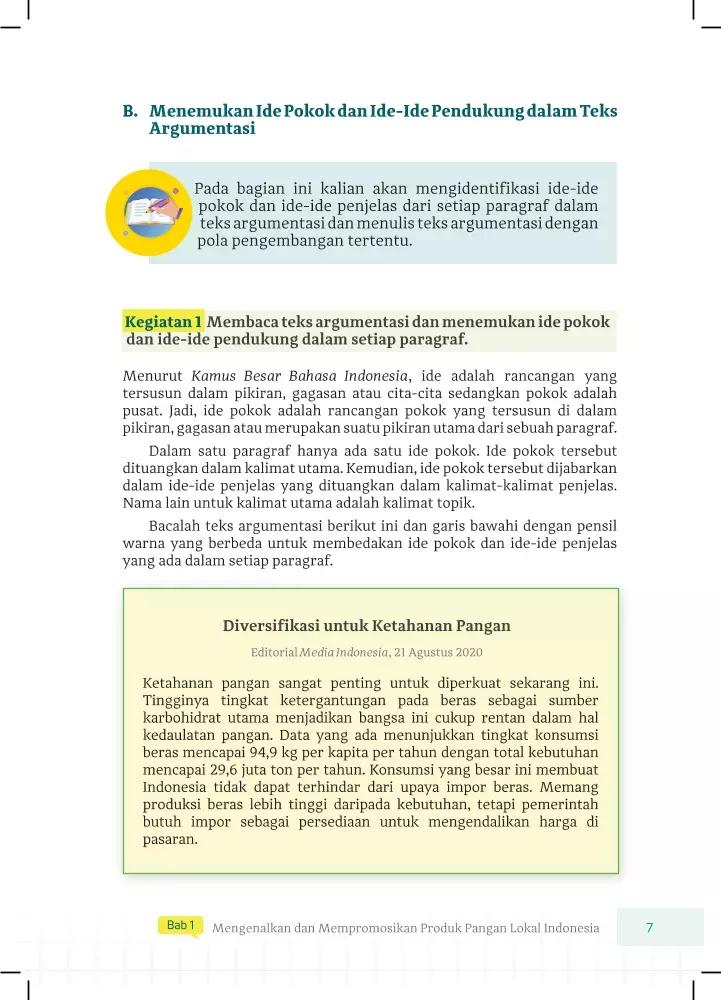 B. Menemukan Ide Pokok dan Ide-Ide Pendukung dalam Teks
Argumentasi
Pada bagian ini kalian akan mengidentifikasi ide-ide
pokok dan ide-ide penjelas dari setiap paragraf dalam
teks argumentasi dan menulis teks argumentasi dengan
pola pengembangan tertentu.
Kegiatan 1 Membaca teks argumentasi dan menemukan ide pokok
dan ide-ide pendukung dalam setiap paragraf.
Menurut Kamus Besar Bahasa Indonesia, ide adalah rancangan yang
tersusun dalam pikiran, gagasan atau cita-cita sedangkan pokok adalah
pusat. Jadi, ide pokok adalah rancangan pokok yang tersusun di dalam
pikiran, gagasan atau merupakan suatu pikiran utama dari sebuah paragraf.
Dalam satu paragraf hanya ada satu ide pokok. Ide pokok tersebut
dituangkan dalam kalimat utama. Kemudian, ide pokok tersebut dijabarkan
dalam ide-ide penjelas yang dituangkan dalam kalimat-kalimat penjelas.
Nama lain untuk kalimat utama adalah kalimat topik.
Bacalah teks argumentasi berikut ini dan garis bawahi dengan pensil
warna yang berbeda untuk membedakan ide pokok dan ide-ide penjelas
yang ada dalam setiap paragraf.
Diversifikasi untuk Ketahanan Pangan
Editorial Media Indonesia, 21 Agustus 2020
Ketahanan pangan sangat penting untuk diperkuat sekarang ini.
Tingginya tingkat ketergantungan pada beras sebagai sumber
karbohidrat utama menjadikan bangsa ini cukup rentan dalam hal
kedaulatan pangan. Data yang ada menunjukkan tingkat konsumsi
beras mencapai 94,9 kg per kapita per tahun dengan total kebutuhan
mencapai 29,6 juta ton per tahun. Konsumsi yang besar ini membuat
Indonesia tidak dapat terhindar dari upaya impor beras. Memang
produksi beras lebih tinggi daripada kebutuhan, tetapi pemerintah
butuh impor sebagai persediaan untuk mengendalikan harga di
pasaran.
Bab 1 Mengenalkan dan Mempromosikan Produk Pangan Lokal Indonesia 7